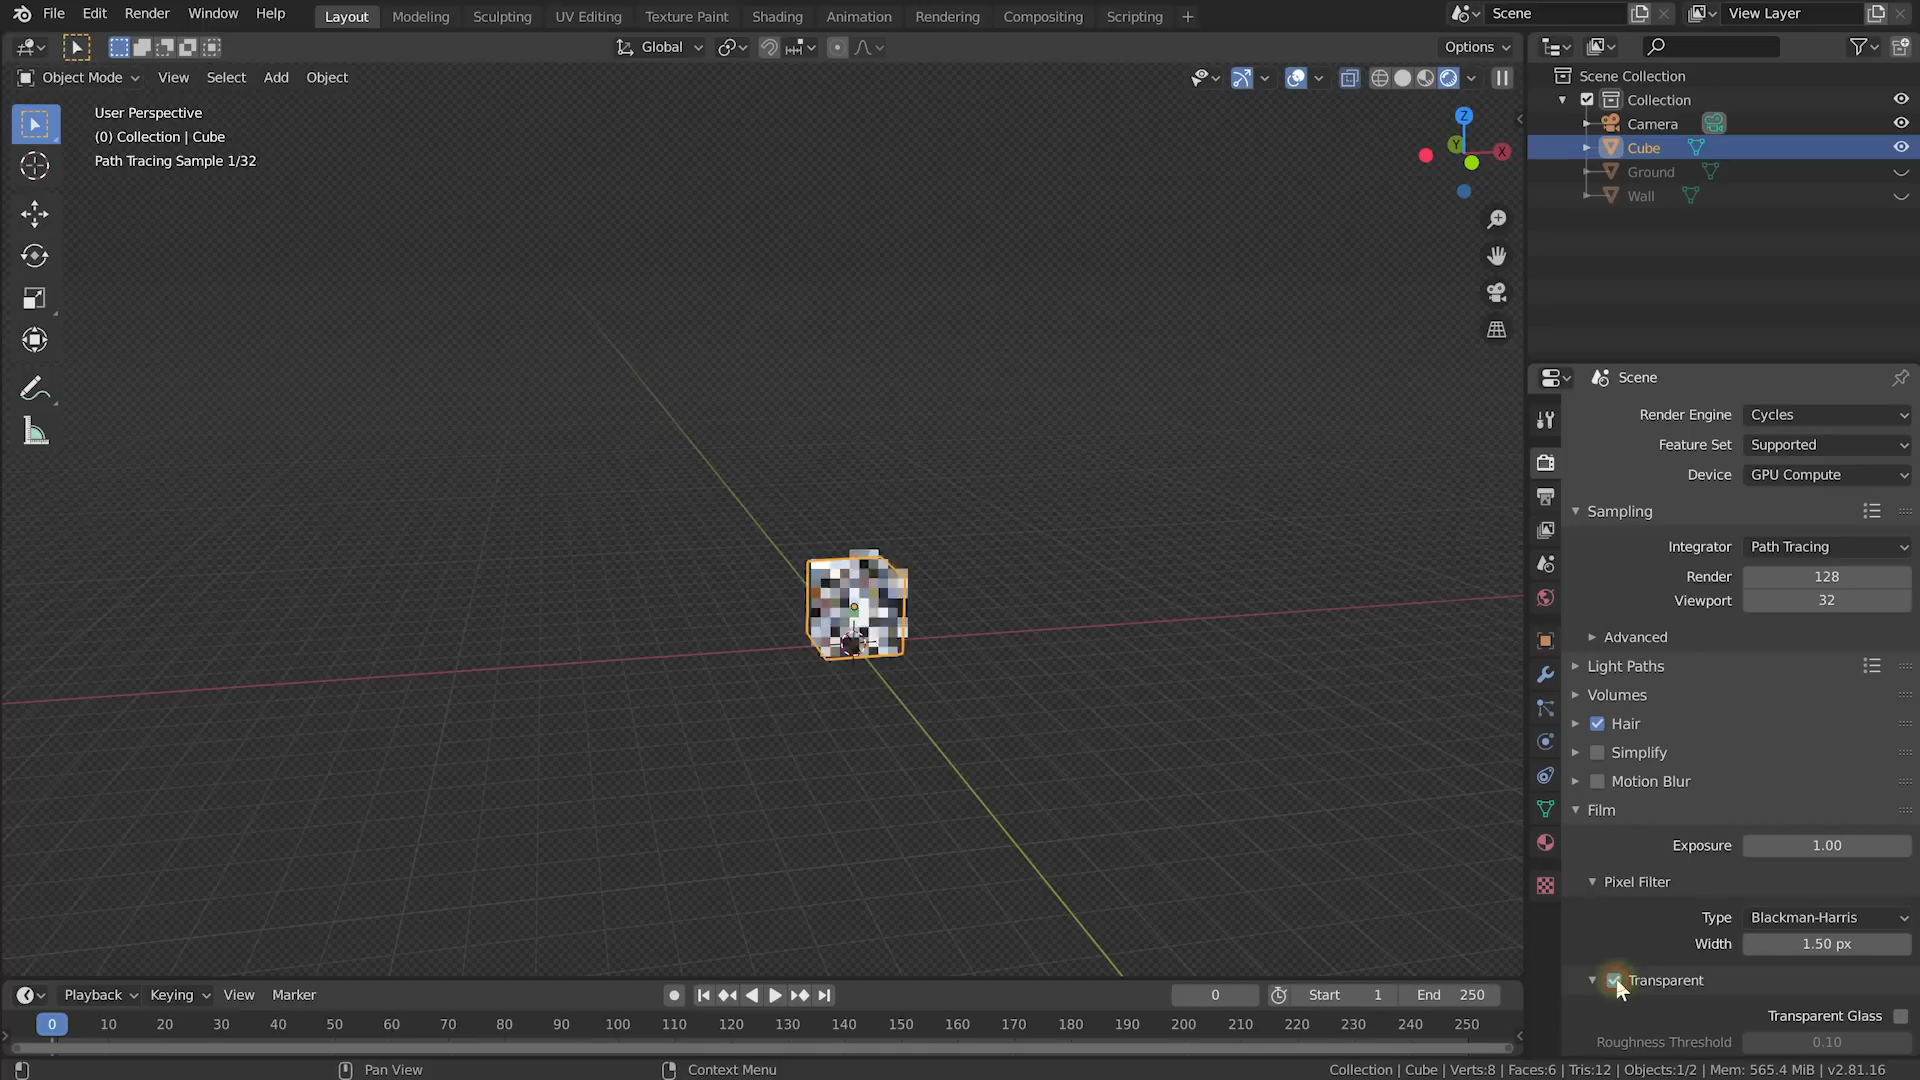 File Edit Render Window Help Layout Modeling Sculpting UV Editing Texture Paint Shading Animation Rendering Compositing Scripting + Scene View Layer
Global Options
Object Mode View Select Add Object
User Perspective
(0) Collection | Cube
Path Tracing Sample 1/32
Z
Y
X
Scene Collection
Collection
Camera
Cube
Ground
Wall
Scene
Render Engine Cycles
Feature Set Supported
Device GPU Compute
Sampling
Integrator Path Tracing
Render 128
Viewport 32
Advanced
Light Paths
Volumes
Hair
Simplify
Motion Blur
Film
Exposure 1.00
Pixel Filter
Type Blackman-Harris
Width 1.50 px
Transparent
Transparent Glass
Roughness Threshold 0.10
Playback Keying View Marker 0 Start 1 End 250
0 10 20 30 40 50 60 70 80 90 100 110 120 130 140 150 160 170 180 190 200 210 220 230 240 250
Pan View Context Menu Collection | Cube | Verts:8 | Faces:6 | Tris:12 | Objects:1/2 | Mem: 565.4 MiB | v2.81.16